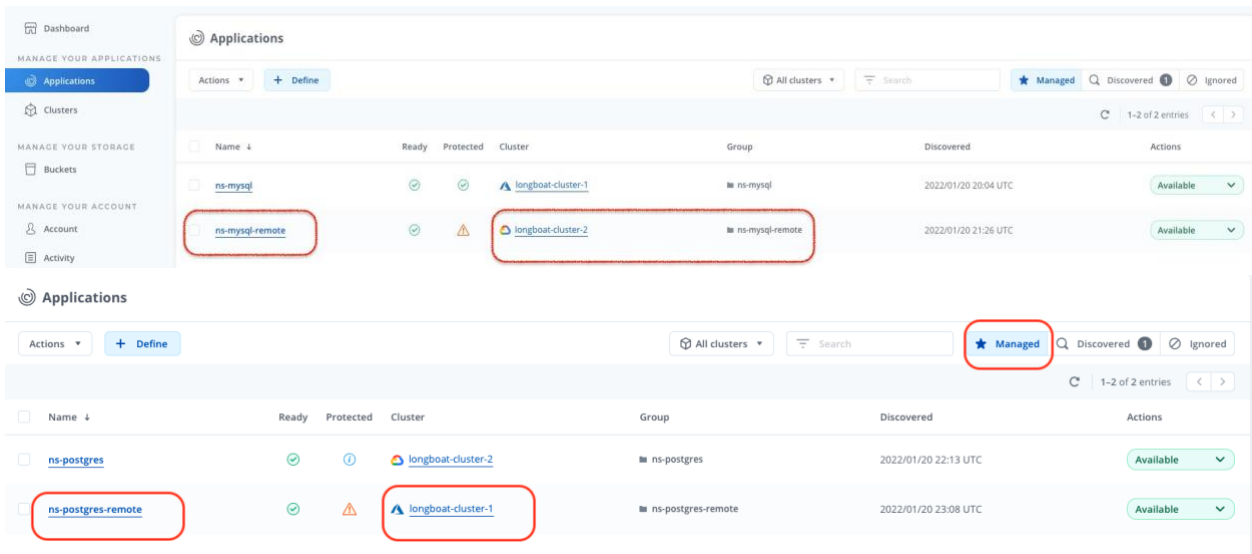 Dashboard
MANAGE YOUR APPLICATIONS
Applications
Clusters
MANAGE YOUR STORAGE
Buckets
MANAGE YOUR ACCOUNT
Account
Activity
Applications
Actions + Define All clusters Search Managed Discovered 1 Ignored
1–2 of 2 entries < >
Name ↓ Ready Protected Cluster Group Discovered Actions
ns-mysql longboat-cluster-1 ns-mysql 2022/01/20 20:04 UTC Available
ns-mysql-remote longboat-cluster-2 ns-mysql-remote 2022/01/20 21:26 UTC Available
Applications
Actions + Define All clusters Search Managed Discovered 1 Ignored
1–2 of 2 entries < >
Name ↓ Ready Protected Cluster Group Discovered Actions
ns-postgres longboat-cluster-2 ns-postgres 2022/01/20 22:13 UTC Available
ns-postgres-remote longboat-cluster-1 ns-postgres-remote 2022/01/20 23:08 UTC Available